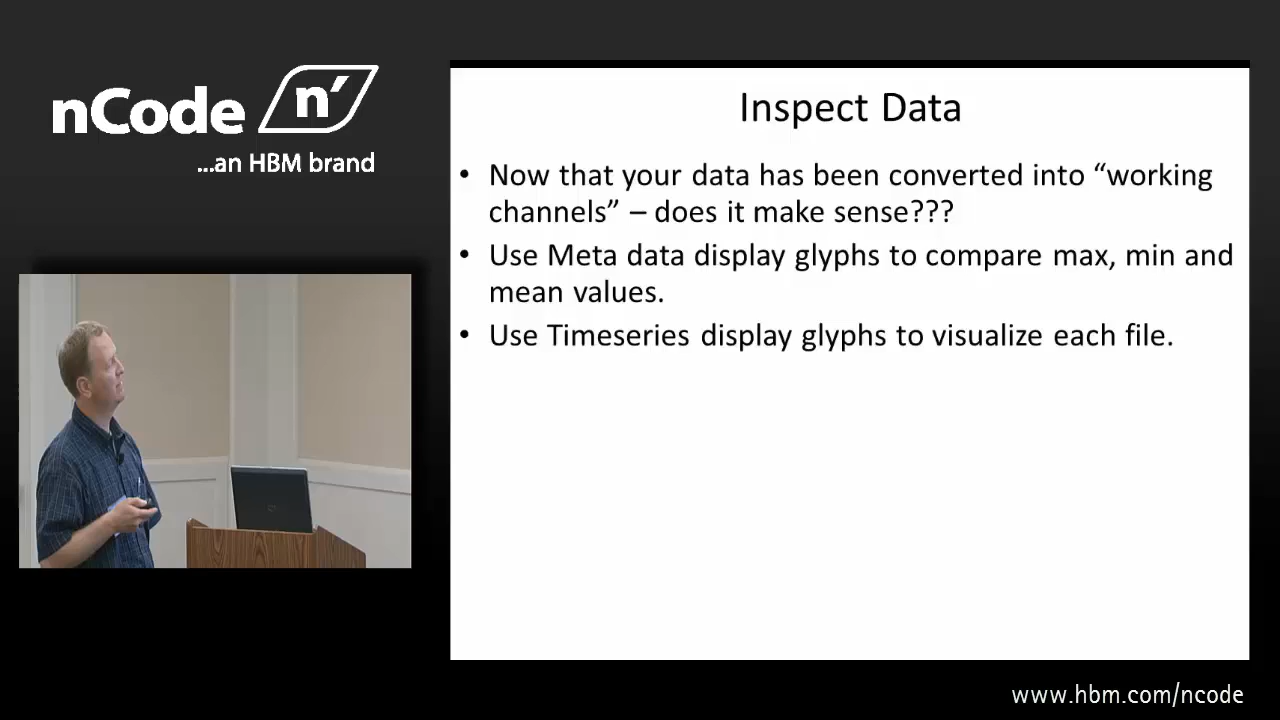 nCode n'
...an HBM brand
Inspect Data
• Now that your data has been converted into “working
channels” – does it make sense???
• Use Meta data display glyphs to compare max, min and
mean values.
• Use Timeseries display glyphs to visualize each file.
www.hbm.com/ncode